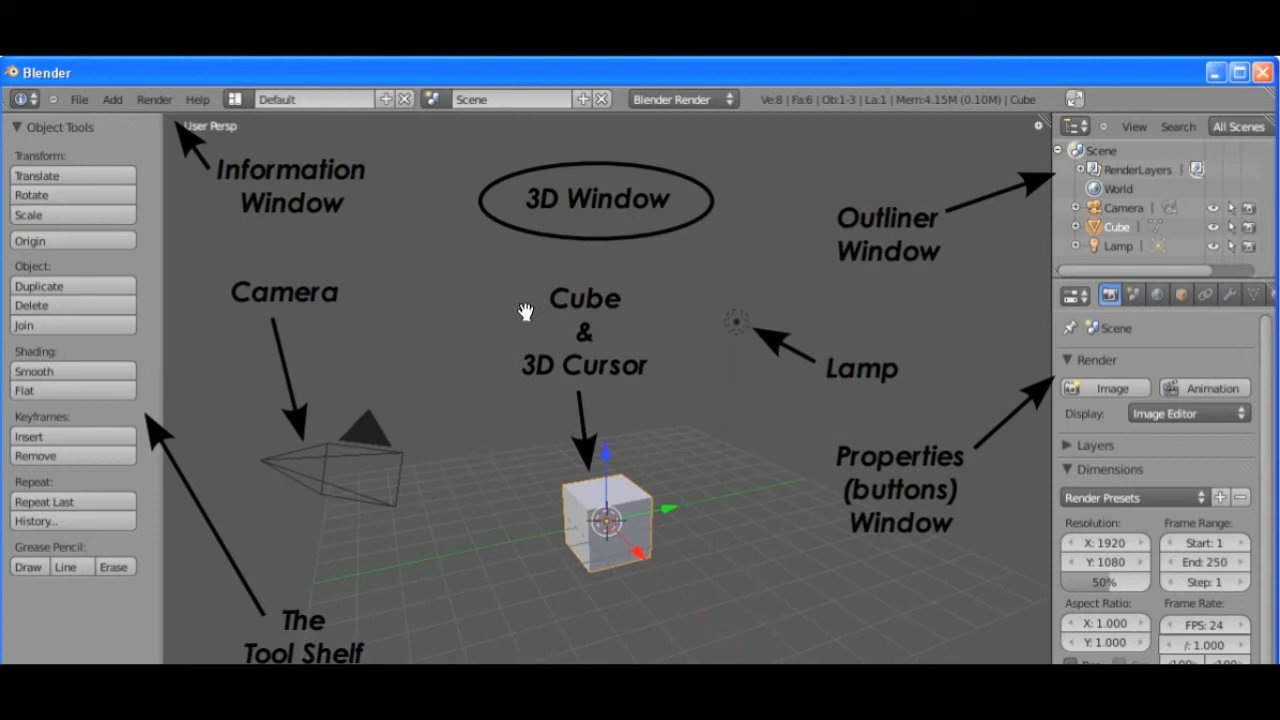 Blender
File Add Render Help Default Scene Blender Render Ve:8 | Fa:6 | Ob:1-3 | La:1 | Mem:4.15M (0.10M) | Cube
Object Tools
Transform:
Translate
Rotate
Scale
Origin
Object:
Duplicate
Delete
Join
Shading:
Smooth
Flat
Keyframes:
Insert
Remove
Repeat:
Repeat Last
History...
Grease Pencil:
Draw Line Erase
User Persp
Information
Window
3D Window
Camera
Cube
&
3D Cursor
Lamp
Outliner
Window
Properties
(buttons)
Window
The
Tool Shelf
View Search All Scenes
Scene
RenderLayers
World
Camera
Cube
Lamp
Scene
Render
Image Animation
Display: Image Editor
Layers
Dimensions
Render Presets
Resolution: Frame Range:
X: 1920 Start: 1
Y: 1080 End: 250
50% Step: 1
Aspect Ratio: Frame Rate:
X: 1.000 FPS: 24
Y: 1.000 /: 1.000